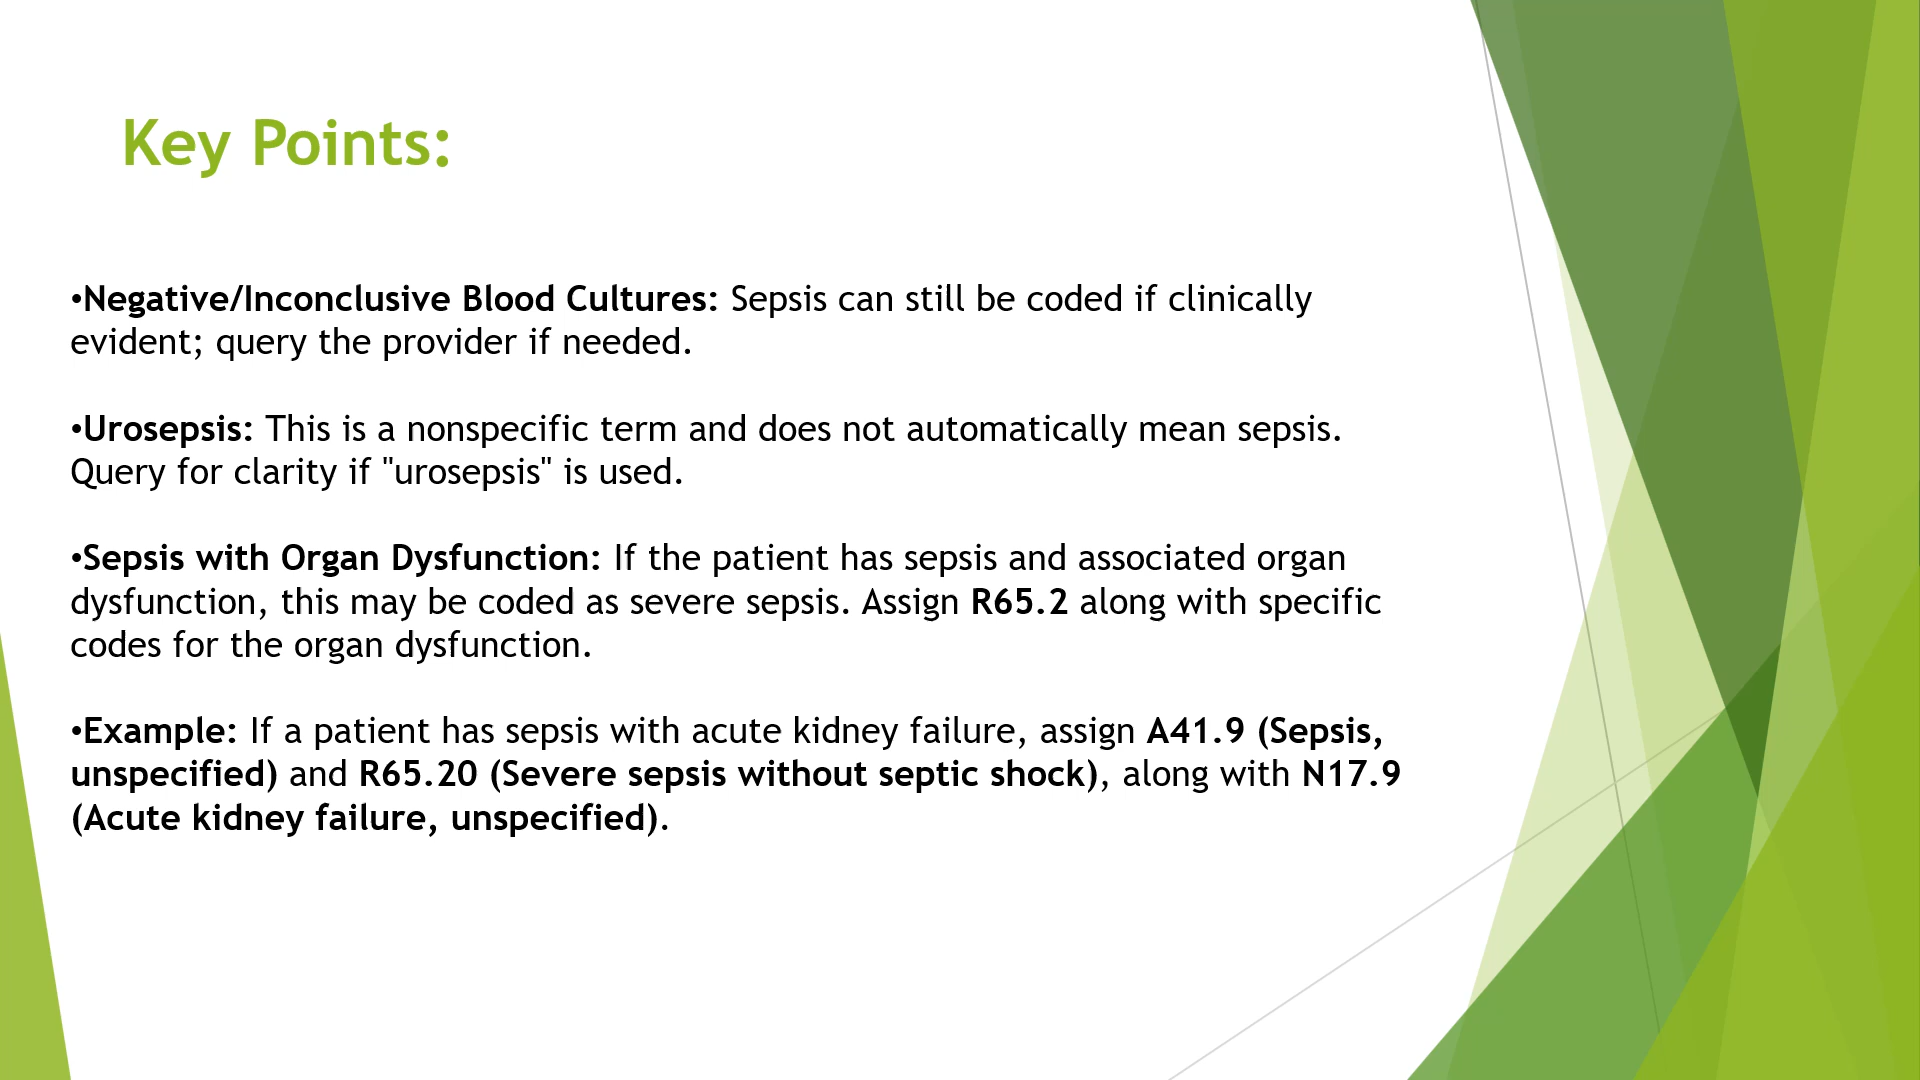 Key Points:
•Negative/Inconclusive Blood Cultures: Sepsis can still be coded if clinically
evident; query the provider if needed.
•Urosepsis: This is a nonspecific term and does not automatically mean sepsis.
Query for clarity if "urosepsis" is used.
•Sepsis with Organ Dysfunction: If the patient has sepsis and associated organ
dysfunction, this may be coded as severe sepsis. Assign R65.2 along with specific
codes for the organ dysfunction.
•Example: If a patient has sepsis with acute kidney failure, assign A41.9 (Sepsis,
unspecified) and R65.20 (Severe sepsis without septic shock), along with N17.9
(Acute kidney failure, unspecified).